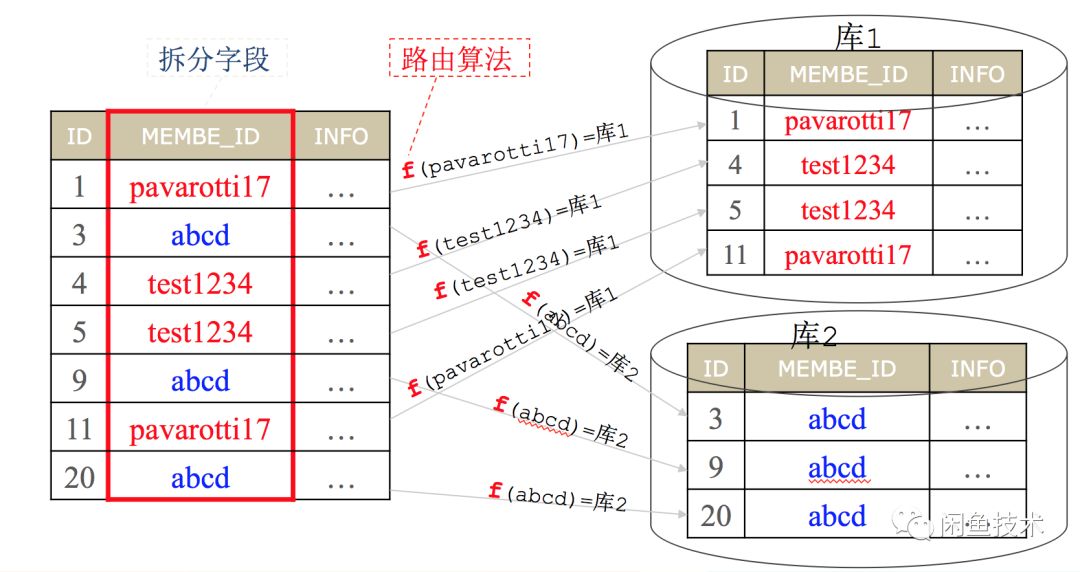 拆分字段
路由算法
ID MEMBE_ID INFO
1 pavarotti17 …
3 abcd …
4 test1234 …
5 test1234 …
9 abcd …
11 pavarotti17 …
20 abcd …
f(pavarotti17)=库1
f(test1234)=库1
f(test1234)=库1
f(abcd)=库2
f(pavarotti17)=库1
f(abcd)=库2
f(abcd)=库2
库1
ID MEMBE_ID INFO
1 pavarotti17 …
4 test1234 …
5 test1234 …
11 pavarotti17 …
库2
ID MEMBE_ID INFO
3 abcd …
9 abcd …
20 abcd …
闲鱼技术